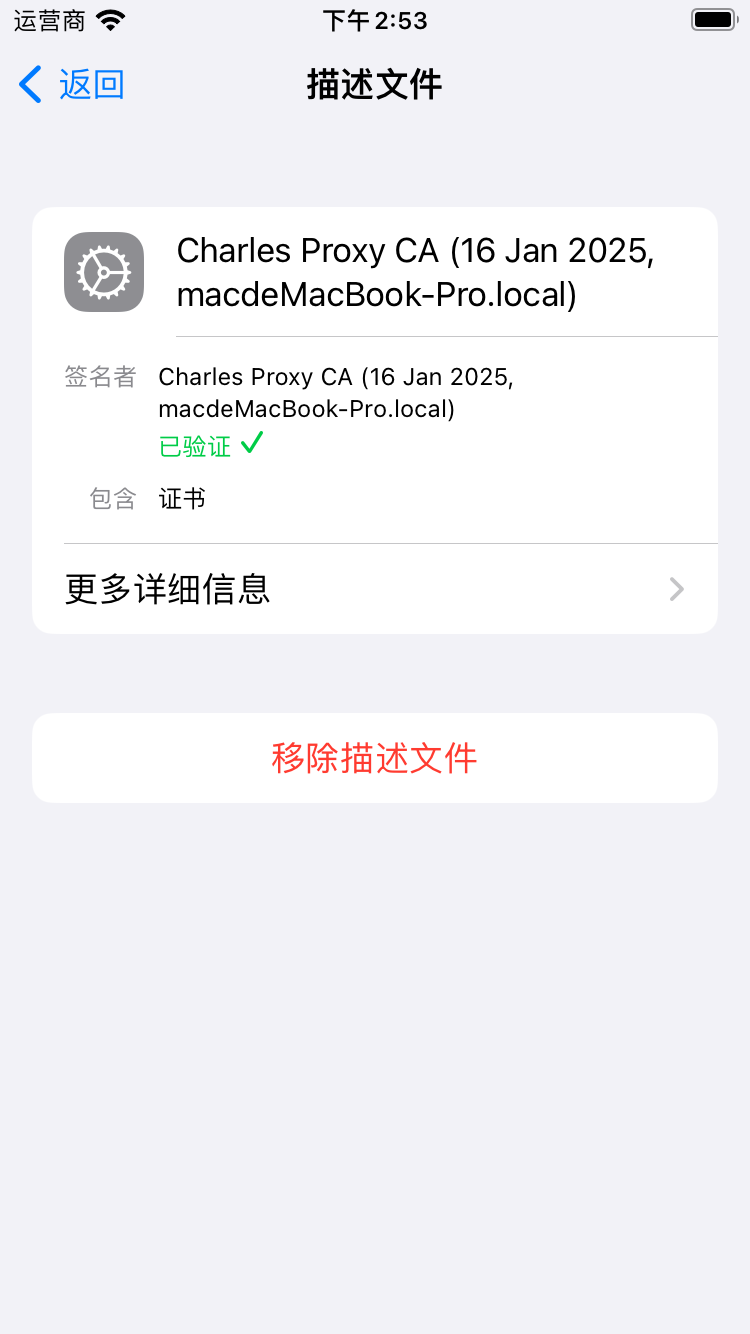 运营商
下午2:53
返回
描述文件
Charles Proxy CA (16 Jan 2025,
macdeMacBook-Pro.local)
签名者 Charles Proxy CA (16 Jan 2025,
macdeMacBook-Pro.local)
已验证 ✓
包含 证书
更多详细信息
移除描述文件